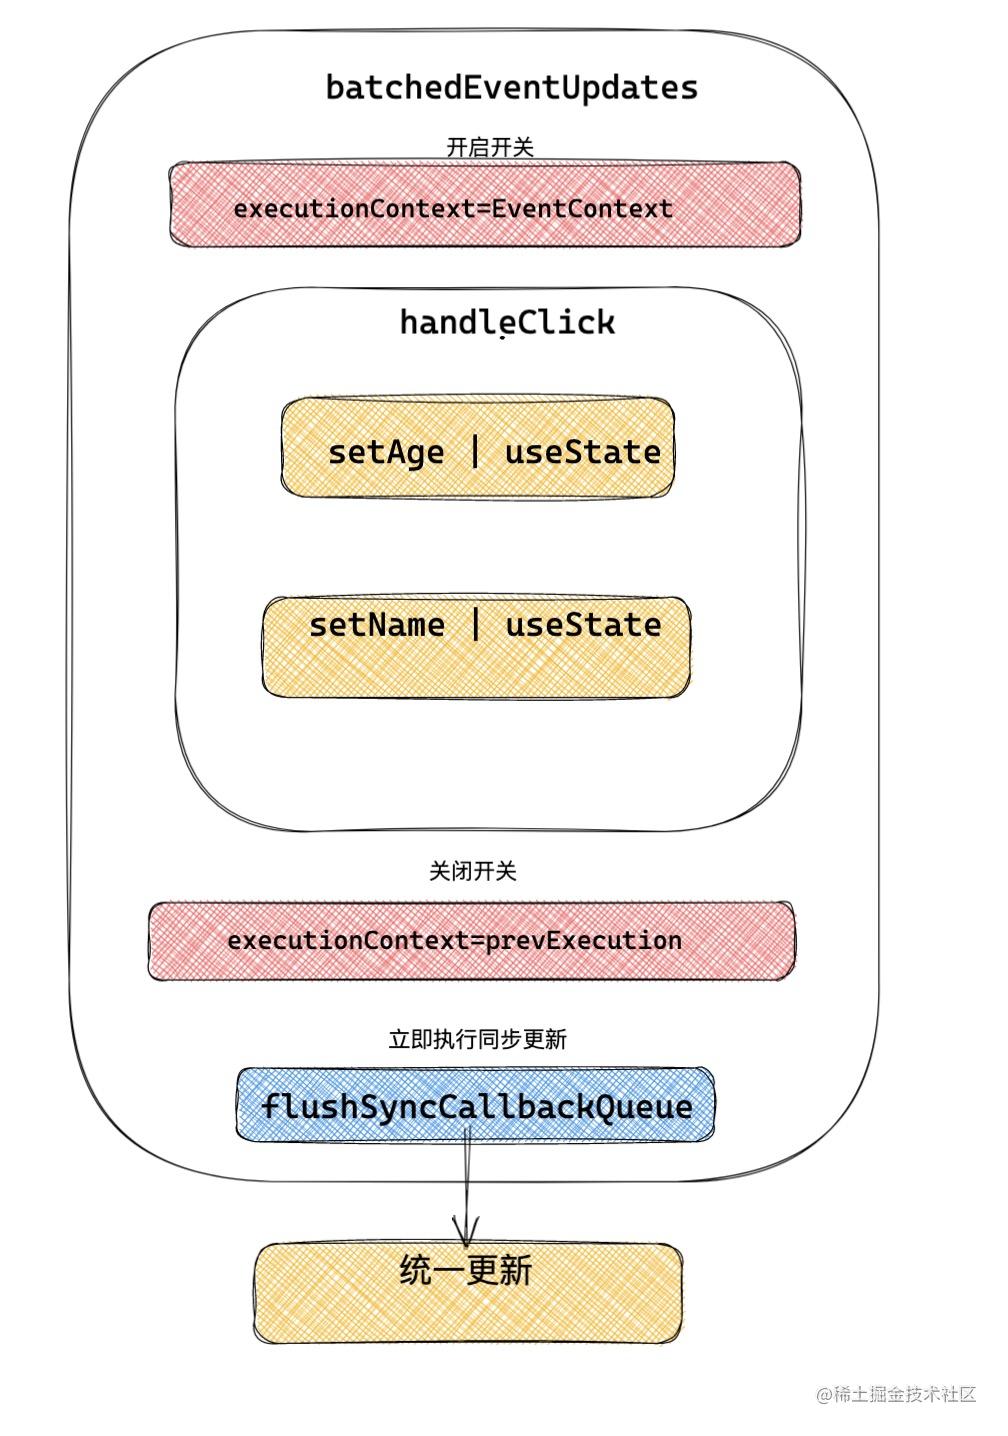 batchedEventUpdates
开启开关
executionContext=EventContext
handleClick
setAge | useState
setName | useState
关闭开关
executionContext=prevExecution
立即执行同步更新
flushSyncCallbackQueue
统一更新
@稀土掘金技术社区